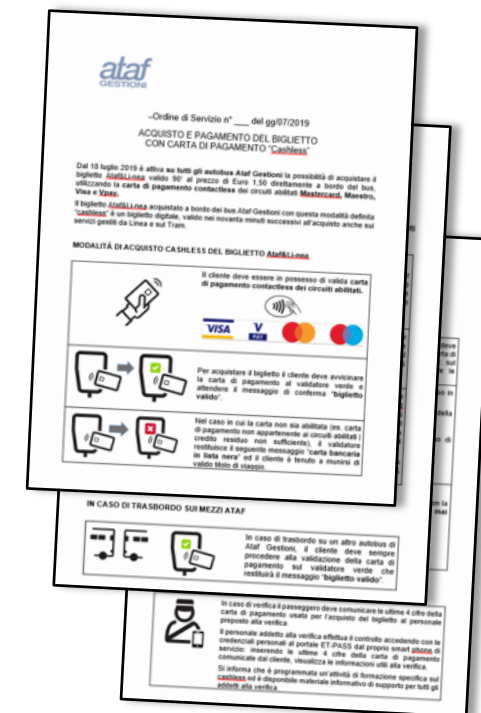 ataf
GESTIONI
–Ordine di Servizio n° ___ del gg/07/2019
ACQUISTO E PAGAMENTO DEL BIGLIETTO
CON CARTA DI PAGAMENTO "Cashless"
Dal 18 luglio 2019 è attiva su tutti gli autobus Ataf Gestioni la possibilità di acquistare il
biglietto Ataf&Li-nea valido 90' al prezzo di Euro 1,50 direttamente a bordo del bus,
utilizzando la carta di pagamento contactless dei circuiti abilitati Mastercard, Maestro,
Visa e Vpay.
Il biglietto Ataf&Li-nea acquistato a bordo dei bus Ataf Gestioni con questa modalità definita
"cashless" è un biglietto digitale, valido nei novanta minuti successivi all'acquisto anche sui
servizi gestiti da Linea e sul Tram.
MODALITÀ DI ACQUISTO CASHLESS DEL BIGLIETTO Ataf&Li-nea
Il cliente deve essere in possesso di valida carta
di pagamento contactless dei circuiti abilitati.
VISA V PAY
Per acquistare il biglietto il cliente deve avvicinare
la carta di pagamento al validatore verde e
attendere il messaggio di conferma "biglietto
valido".
Nel caso in cui la carta non sia abilitata (es. carta
di pagamento non appartenente ai circuiti abilitati |
credito residuo non sufficiente), il validatore
restituisce il seguente messaggio "carta bancaria
in lista nera" ed il cliente è tenuto a munirsi di
valido titolo di viaggio.
IN CASO DI TRASBORDO SUI MEZZI ATAF
In caso di trasbordo su un altro autobus di
Ataf Gestioni, il cliente deve sempre
procedere alla validazione della carta di
pagamento sul validatore verde che
restituirà il messaggio "biglietto valido".
In caso di verifica il passeggero deve comunicare le ultime 4 cifre della
carta di pagamento usata per l'acquisto del biglietto al personale
preposto alla verifica.
Il personale addetto alla verifica effettua il controllo accedendo con le
credenziali personali al portale ET-PASS dal proprio smart phone di
servizio: inserendo le ultime 4 cifre della carta di pagamento
comunicate dal cliente, visualizza le informazioni utili alla verifica.
Si informa che è programmata un'attività di formazione specifica sul
cashless ed è disponibile materiale informativo di supporto per tutti gli
addetti alla verifica.